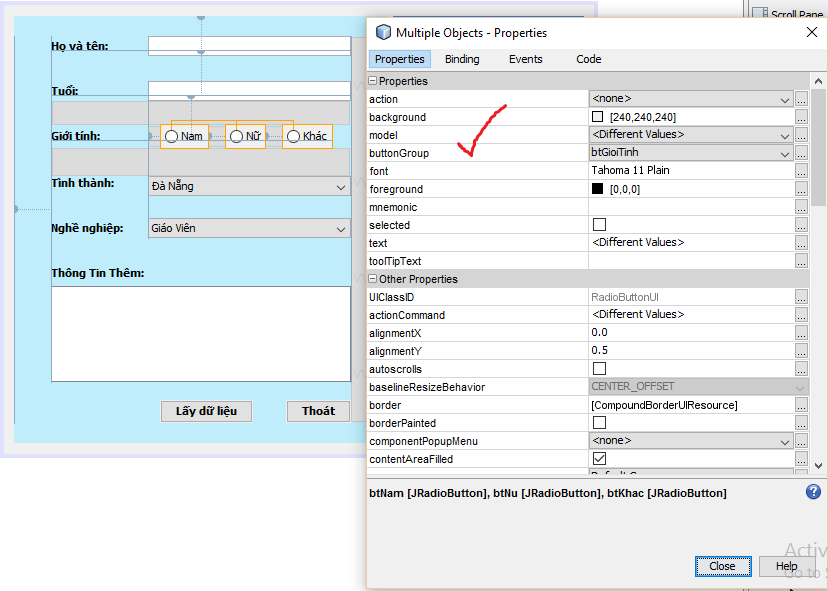 Scroll Pane
Họ và tên:
Tuổi:
Giới tính:
Nam
Nữ
Khác
Tỉnh thành:
Đà Nẵng
Nghề nghiệp:
Giáo Viên
Thông Tin Thêm:
Lấy dữ liệu
Thoát
Multiple Objects - Properties
Properties
Binding
Events
Code
Properties
action <none>
background [240,240,240]
model <Different Values>
buttonGroup btGioiTinh
font Tahoma 11 Plain
foreground [0,0,0]
mnemonic
selected
text <Different Values>
toolTipText
Other Properties
UIClassID RadioButtonUI
actionCommand <Different Values>
alignmentX 0.0
alignmentY 0.5
autoscrolls
baselineResizeBehavior CENTER_OFFSET
border [CompoundBorderUIResource]
borderPainted
componentPopupMenu <none>
contentAreaFilled
btNam [JRadioButton], btNu [JRadioButton], btKhac [JRadioButton]
Close
Help